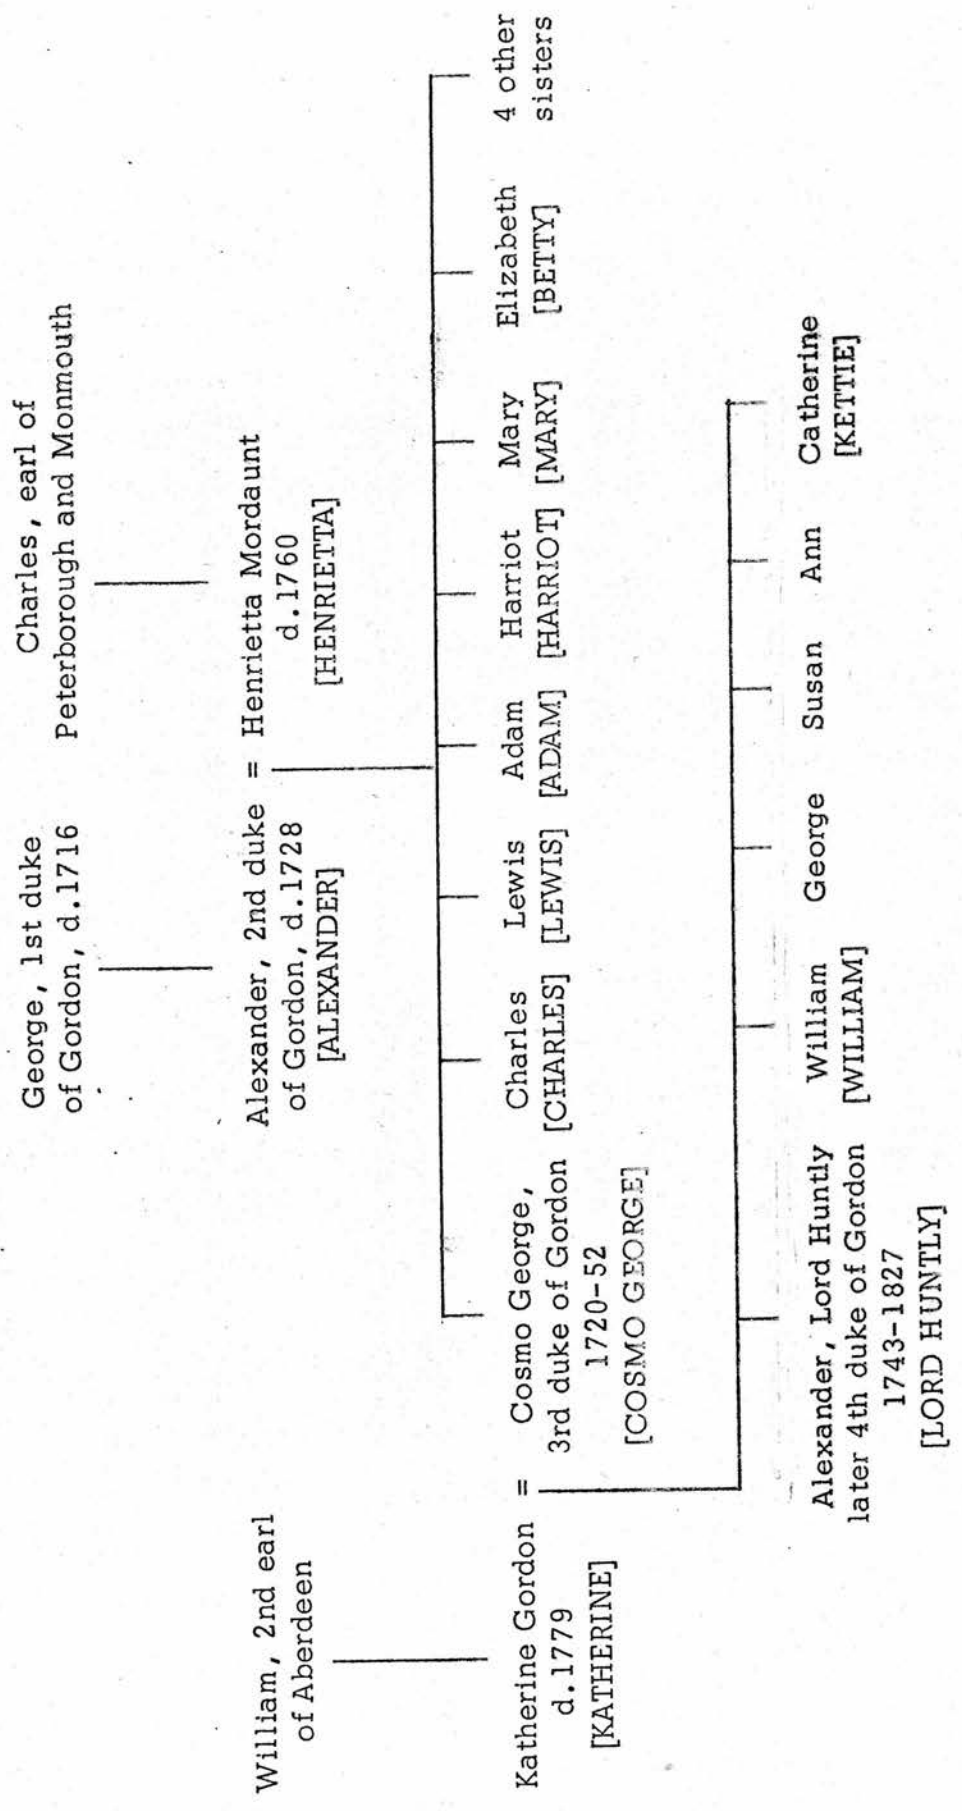 George, 1st duke
of Gordon, d.1716
Charles, earl of
Peterborough and Monmouth
William, 2nd earl
of Aberdeen
Alexander, 2nd duke
of Gordon, d.1728
[ALEXANDER]
=
Henrietta Mordaunt
d.1760
[HENRIETTA]
Katherine Gordon
d.1779
[KATHERINE]
=
Cosmo George,
3rd duke of Gordon
1720-52
[COSMO GEORGE]
Charles
[CHARLES]
Lewis
[LEWIS]
Adam
[ADAM]
Harriot
[HARRIOT]
Mary
[MARY]
Elizabeth
[BETTY]
4 other
sisters
Alexander, Lord Huntly
later 4th duke of Gordon
1743-1827
[LORD HUNTLY]
William
[WILLIAM]
George
Susan
Ann
Catherine
[KETTIE]